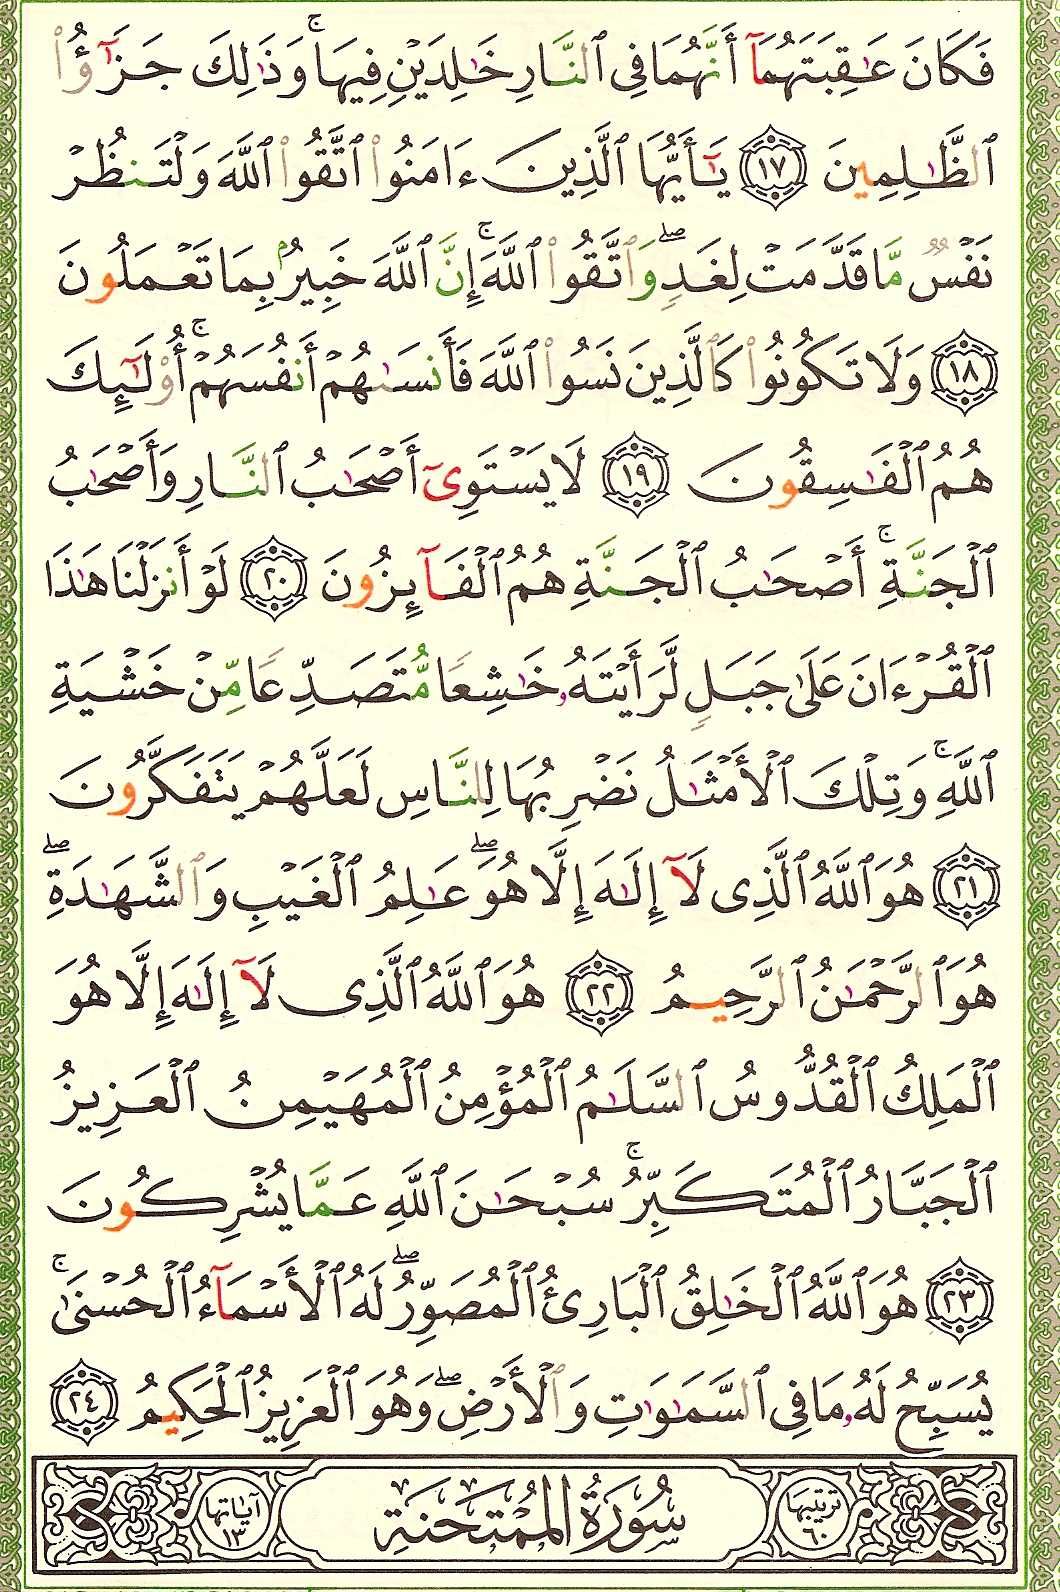 فَكَانَ عَٰقِبَتَهُمَآ أَنَّهُمَا فِى ٱلنَّارِ خَٰلِدَيْنِ فِيهَا ۚ وَذَٰلِكَ جَزَٰٓؤُا۟
ٱلظَّٰلِمِينَ ١٧ يَٰٓأَيُّهَا ٱلَّذِينَ ءَامَنُوا۟ ٱتَّقُوا۟ ٱللَّهَ وَلْتَنظُرْ
نَفْسٌ مَّا قَدَّمَتْ لِغَدٍ ۖ وَٱتَّقُوا۟ ٱللَّهَ ۚ إِنَّ ٱللَّهَ خَبِيرٌۢ بِمَا تَعْمَلُونَ
١٨ وَلَا تَكُونُوا۟ كَٱلَّذِينَ نَسُوا۟ ٱللَّهَ فَأَنسَىٰهُمْ أَنفُسَهُمْ ۚ أُو۟لَٰٓئِكَ
هُمُ ٱلْفَٰسِقُونَ ١٩ لَا يَسْتَوِىٓ أَصْحَٰبُ ٱلنَّارِ وَأَصْحَٰبُ
ٱلْجَنَّةِ ۚ أَصْحَٰبُ ٱلْجَنَّةِ هُمُ ٱلْفَآئِزُونَ ٢٠ لَوْ أَنزَلْنَا هَٰذَا
ٱلْقُرْءَانَ عَلَىٰ جَبَلٍ لَّرَأَيْتَهُۥ خَٰشِعًا مُّتَصَدِّعًا مِّنْ خَشْيَةِ
ٱللَّهِ ۚ وَتِلْكَ ٱلْأَمْثَٰلُ نَضْرِبُهَا لِلنَّاسِ لَعَلَّهُمْ يَتَفَكَّرُونَ
٢١ هُوَ ٱللَّهُ ٱلَّذِى لَآ إِلَٰهَ إِلَّا هُوَ ۖ عَٰلِمُ ٱلْغَيْبِ وَٱلشَّهَٰدَةِ ۖ
هُوَ ٱلرَّحْمَٰنُ ٱلرَّحِيمُ ٢٢ هُوَ ٱللَّهُ ٱلَّذِى لَآ إِلَٰهَ إِلَّا هُوَ
ٱلْمَلِكُ ٱلْقُدُّوسُ ٱلسَّلَٰمُ ٱلْمُؤْمِنُ ٱلْمُهَيْمِنُ ٱلْعَزِيزُ
ٱلْجَبَّارُ ٱلْمُتَكَبِّرُ ۚ سُبْحَٰنَ ٱللَّهِ عَمَّا يُشْرِكُونَ
٢٣ هُوَ ٱللَّهُ ٱلْخَٰلِقُ ٱلْبَارِئُ ٱلْمُصَوِّرُ ۖ لَهُ ٱلْأَسْمَآءُ ٱلْحُسْنَىٰ ۚ
يُسَبِّحُ لَهُۥ مَا فِى ٱلسَّمَٰوَٰتِ وَٱلْأَرْضِ ۖ وَهُوَ ٱلْعَزِيزُ ٱلْحَكِيمُ ٢٤
ترتيبها ٦٠ سُورَةُ المُمْتَحَنَةِ آياتها ١٣